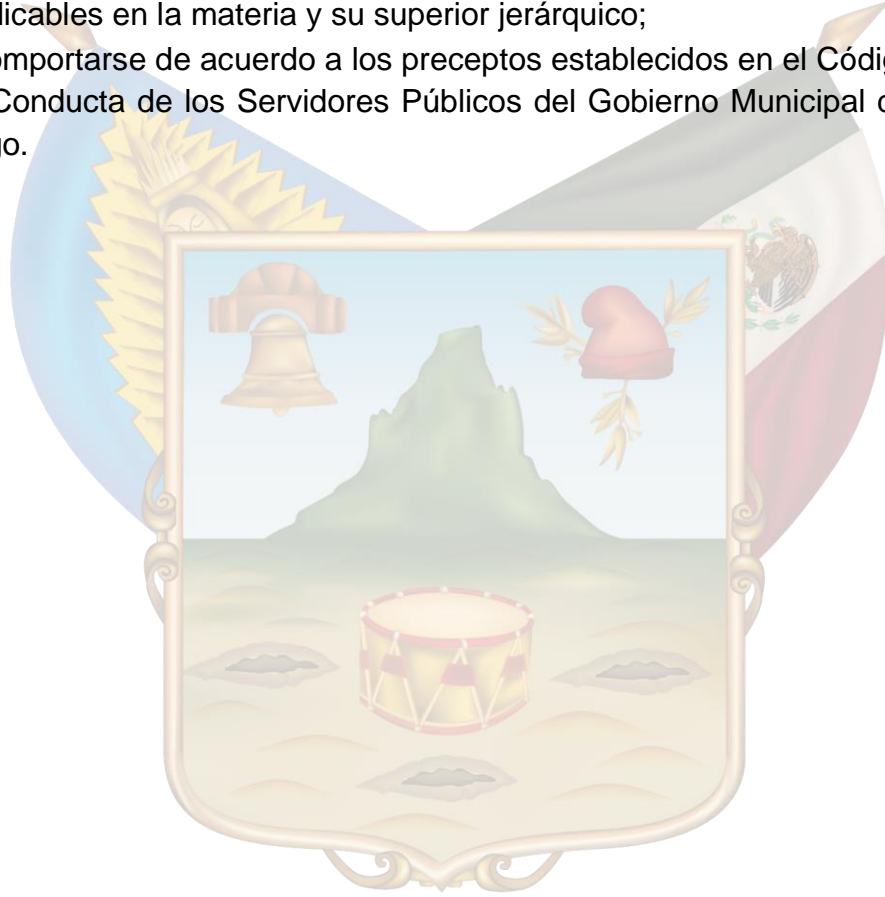 licables en la materia y su superior jerárquico;
omportarse de acuerdo a los preceptos establecidos en el Códig
Conducta de los Servidores Públicos del Gobierno Municipal
go.